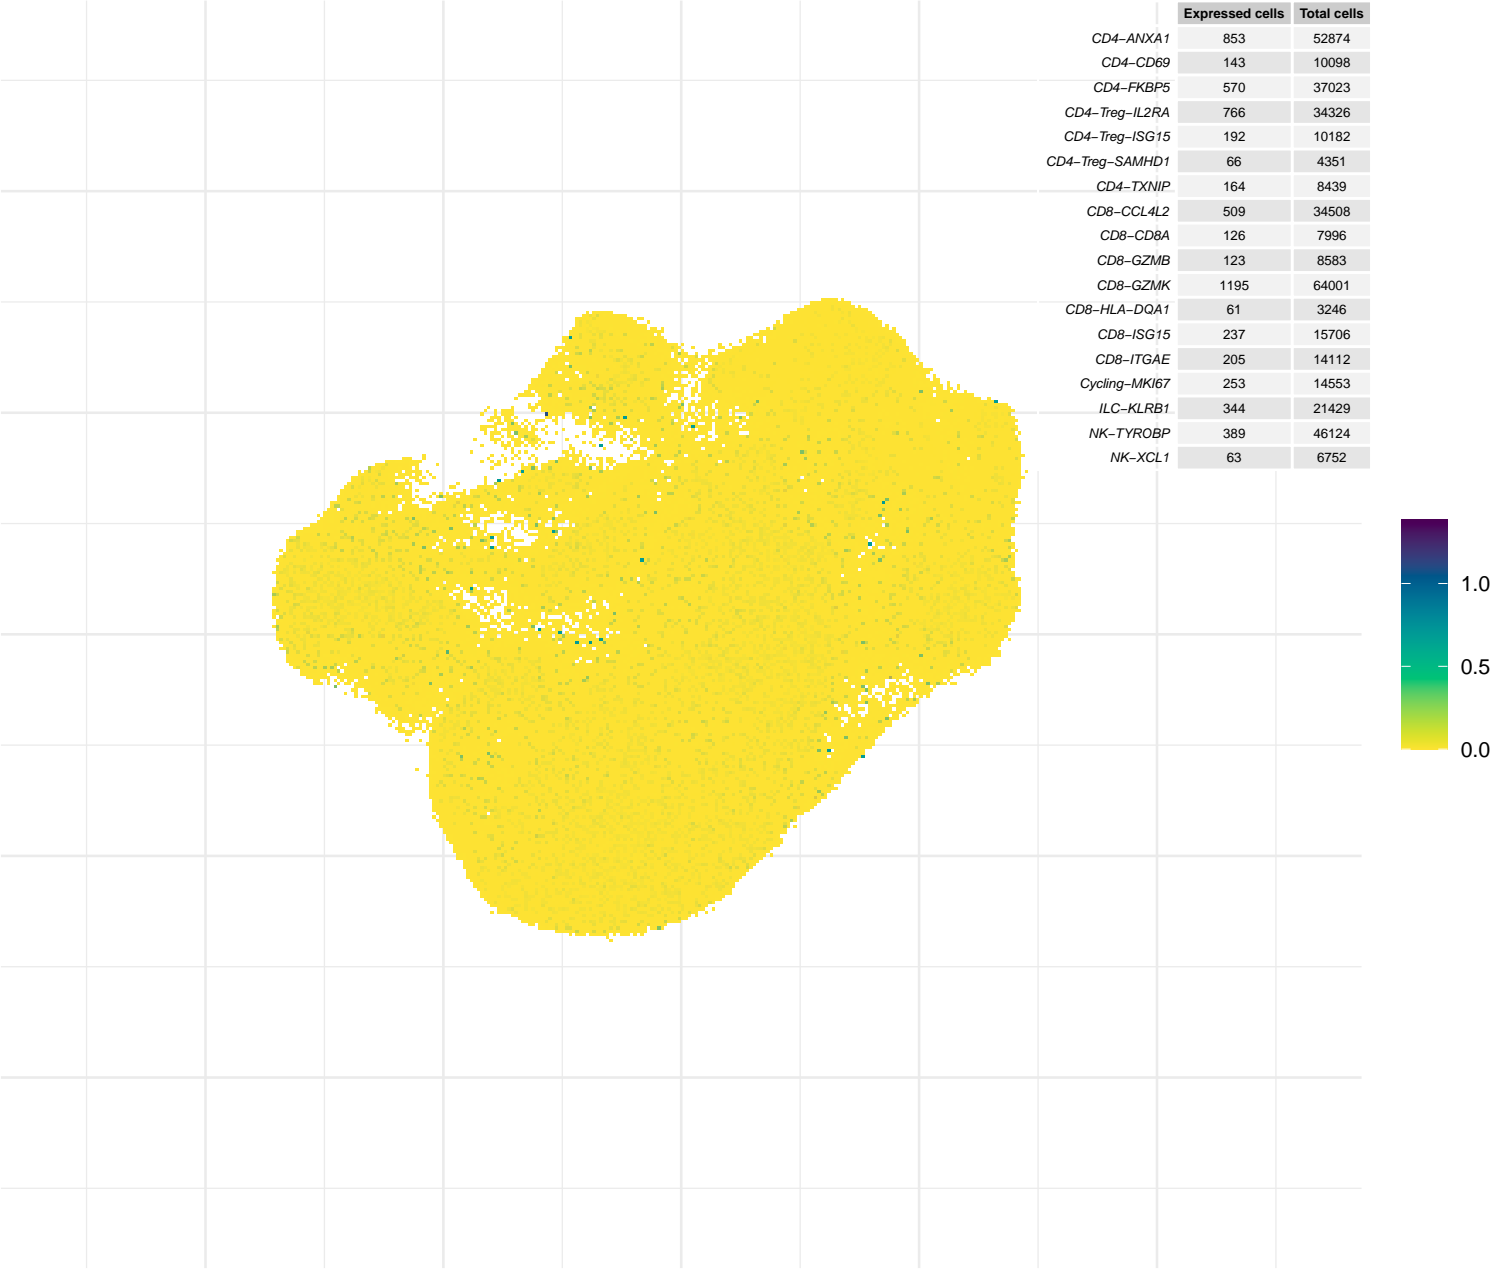 Expressed cells Total cells
CD4−ANXA1 853 52874
CD4−CD69 143 10098
CD4−FKBP5 570 37023
CD4−Treg−IL2RA 766 34326
CD4−Treg−ISG15 192 10182
CD4−Treg−SAMHD1 66 4351
CD4−TXNIP 164 8439
CD8−CCL4L2 509 34508
CD8−CD8A 126 7996
CD8−GZMB 123 8583
CD8−GZMK 1195 64001
CD8−HLA−DQA1 61 3246
CD8−ISG15 237 15706
CD8−ITGAE 205 14112
Cycling−MKI67 253 14553
ILC−KLRB1 344 21429
NK−TYROBP 389 46124
NK−XCL1 63 6752
1.0
0.5
0.0